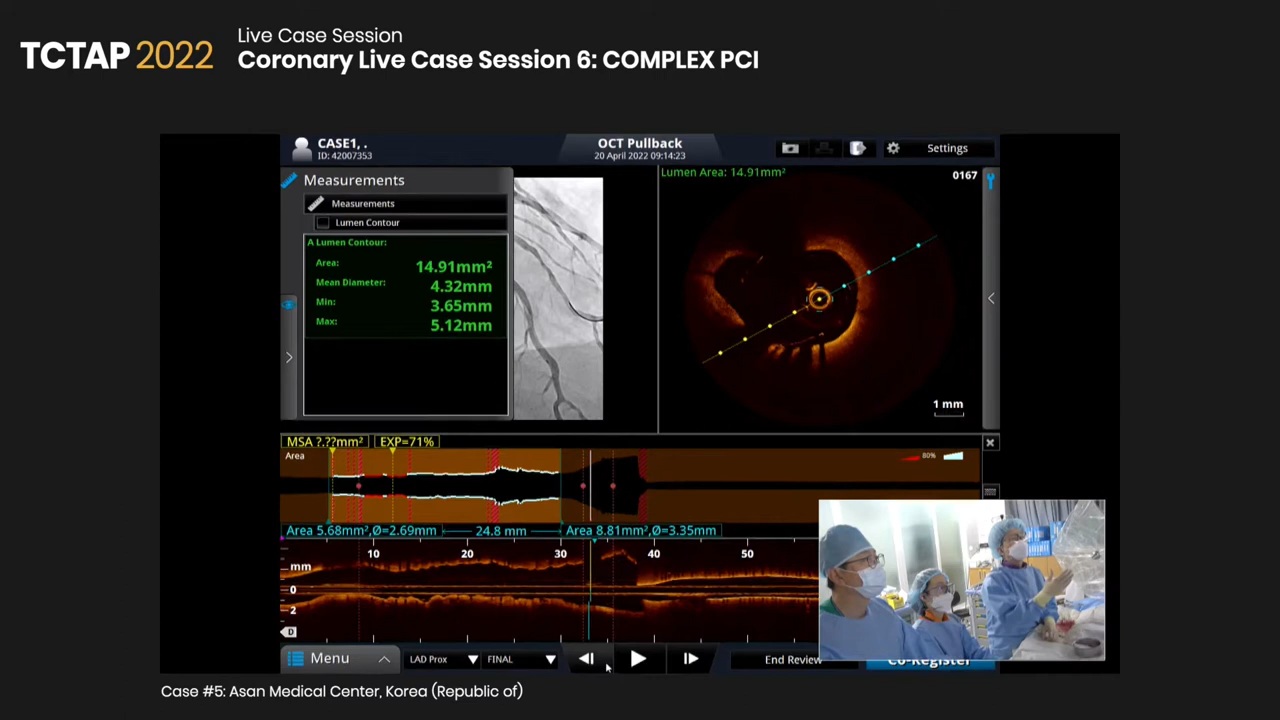 TCTAP 2022
Live Case Session
Coronary Live Case Session 6: COMPLEX PCI
CASE1, .
ID: 42007353
OCT Pullback
20 April 2022 09:14:23
Settings
Measurements
Measurements
Lumen Contour
A Lumen Contour:
Area: 14.91mm²
Mean Diameter: 4.32mm
Min: 3.65mm
Max: 5.12mm
Lumen Area: 14.91mm²
0167
1 mm
MSA ?.??mm² EXP=71%
Area
80%
Area 5.68mm²,Ø=2.69mm 24.8 mm Area 8.81mm²,Ø=3.35mm
10 20 30 40 50
mm
0
2
D
Menu
LAD Prox
FINAL
End Review
Co-Register
Case #5: Asan Medical Center, Korea (Republic of)